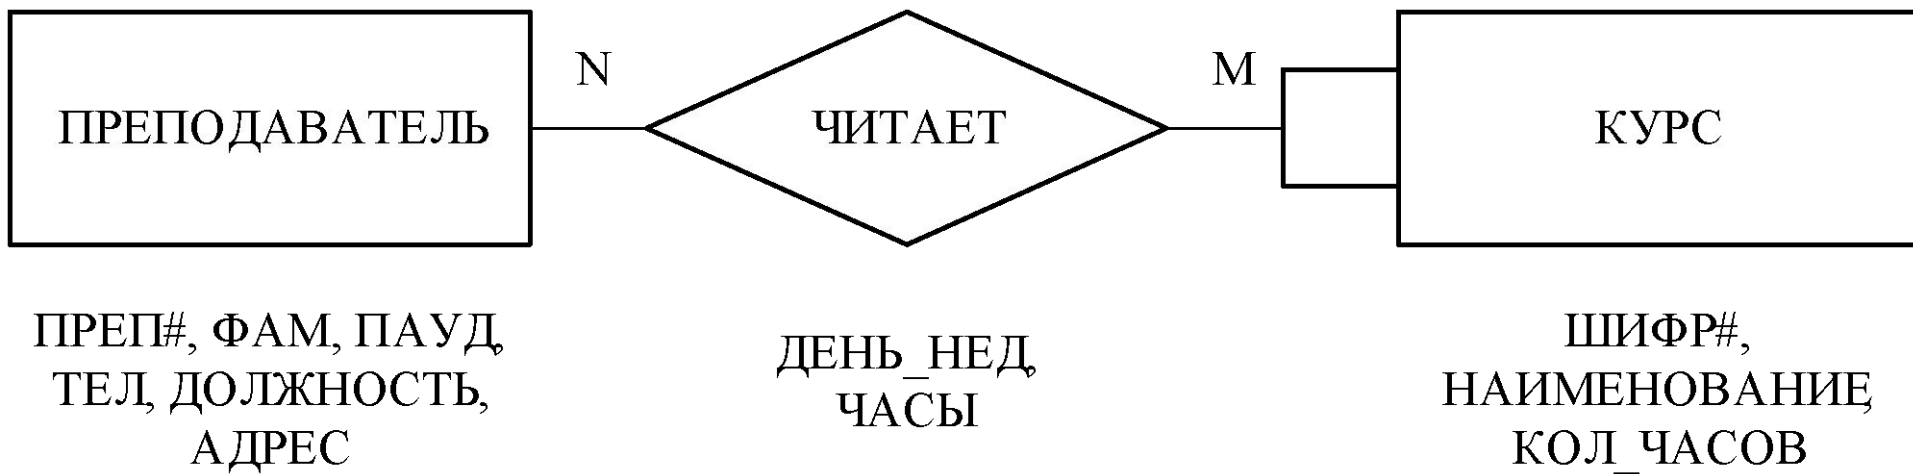 N
M
ПРЕПОДАВАТЕЛЬ
ЧИТАЕТ
КУРС
ПРЕП#, ФАМ, ПАУД,
ТЕЛ, ДОЛЖНОСТЬ,
АДРЕС
ДЕНЬ_НЕД,
ЧАСЫ
ШИФР#,
НАИМЕНОВАНИЕ,
КОЛ_ЧАСОВ